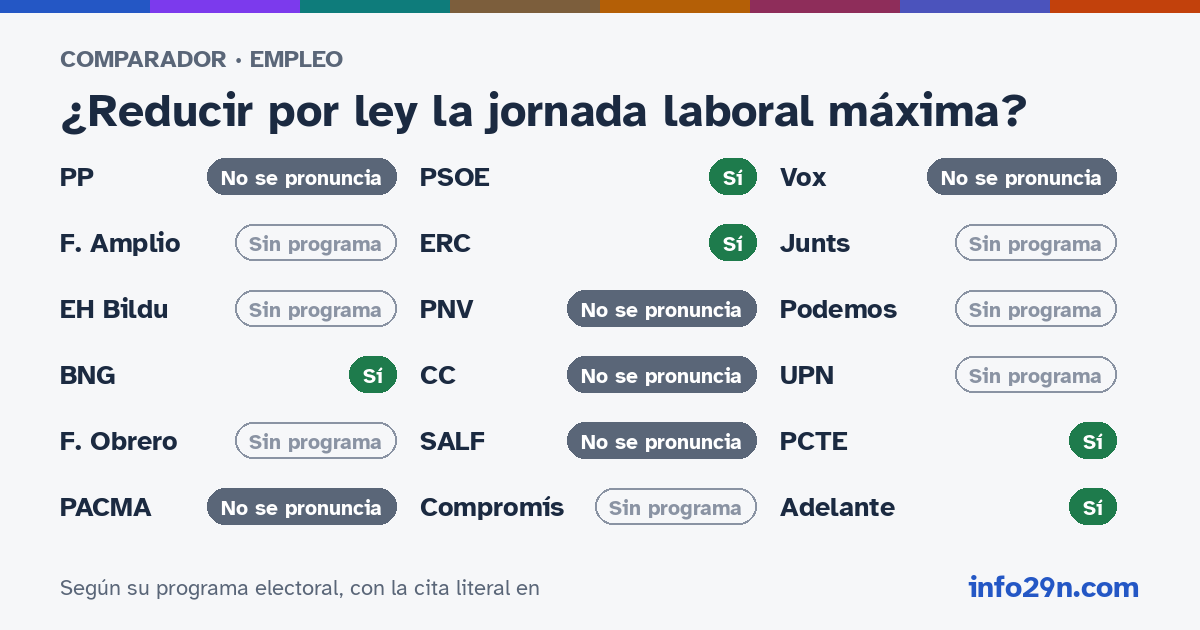 COMPARADOR · EMPLEO
¿Reducir por ley la jornada laboral máxima?
PP No se pronuncia PSOE Sí Vox No se pronuncia
F. Amplio Sin programa ERC Sí Junts Sin programa
EH Bildu Sin programa PNV No se pronuncia Podemos Sin programa
BNG Sí CC No se pronuncia UPN Sin programa
F. Obrero Sin programa SALF No se pronuncia PCTE Sí
PACMA No se pronuncia Compromís Sin programa Adelante Sí
Según su programa electoral, con la cita literal en info29n.com